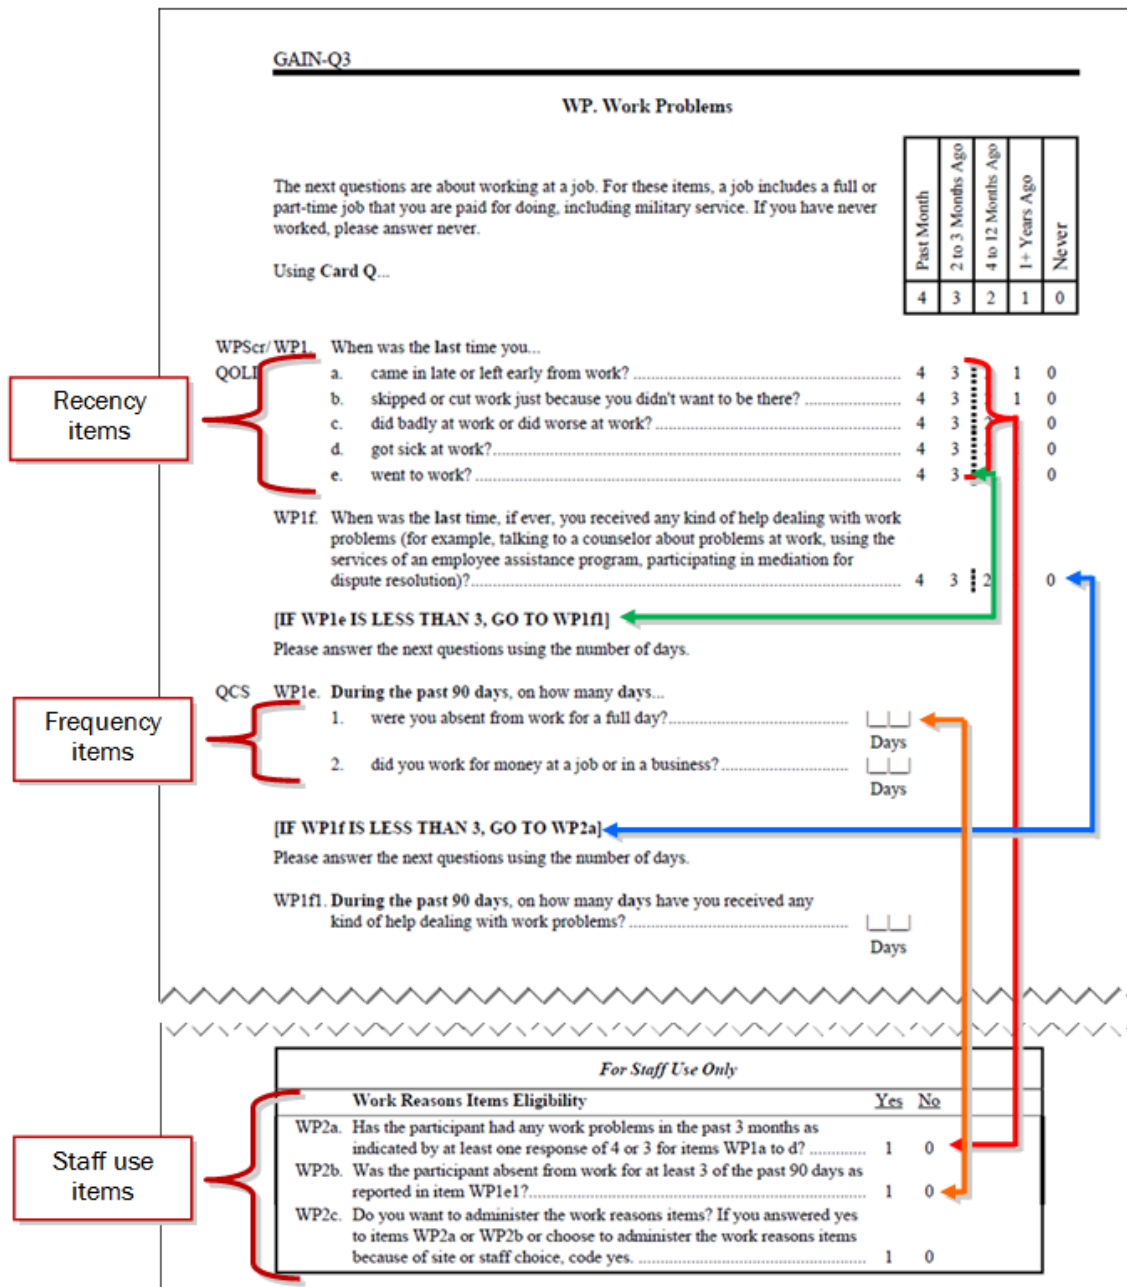 GAIN-Q3
WP. Work Problems
The next questions are about working at a job. For these items, a job includes a full or
part-time job that you are paid for doing, including military service. If you have never
worked, please answer never.
Using Card Q...
Past Month
2 to 3 Months Ago
4 to 12 Months Ago
1+ Years Ago
Never
4 3 2 1 0
WPScr/ WP1. When was the last time you...
QOLI a. came in late or left early from work? 4 3 1 0
b. skipped or cut work just because you didn't want to be there? 4 3 1 0
c. did badly at work or did worse at work? 4 3 2 0
d. got sick at work? 4 3 0
e. went to work? 4 3 0
Recency
items
WP1f. When was the last time, if ever, you received any kind of help dealing with work
problems (for example, talking to a counselor about problems at work, using the
services of an employee assistance program, participating in mediation for
dispute resolution)? 4 3 2 0
[IF WP1e IS LESS THAN 3, GO TO WP1f1]
Please answer the next questions using the number of days.
QCS WP1e. During the past 90 days, on how many days...
1. were you absent from work for a full day? |__|__|
Days
2. did you work for money at a job or in a business? |__|__|
Days
Frequency
items
[IF WP1f IS LESS THAN 3, GO TO WP2a]
Please answer the next questions using the number of days.
WP1f1. During the past 90 days, on how many days have you received any
kind of help dealing with work problems? |__|__|
Days
For Staff Use Only
Work Reasons Items Eligibility Yes No
WP2a. Has the participant had any work problems in the past 3 months as
indicated by at least one response of 4 or 3 for items WP1a to d? 1 0
WP2b. Was the participant absent from work for at least 3 of the past 90 days as
reported in item WP1e1? 1 0
WP2c. Do you want to administer the work reasons items? If you answered yes
to items WP2a or WP2b or choose to administer the work reasons items
because of site or staff choice, code yes. 1 0
Staff use
items